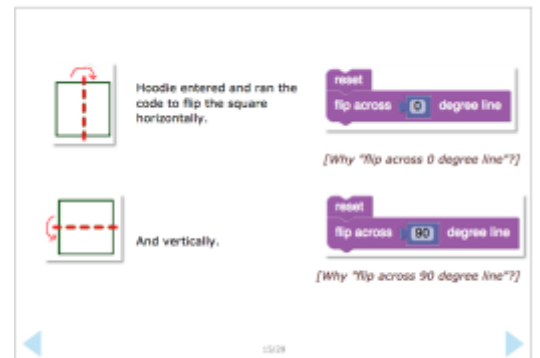 Hoodie entered and ran the
code to flip the square
horizontally.
reset
flip across 0 degree line
[Why "flip across 0 degree line"?]
And vertically.
reset
flip across 90 degree line
[Why "flip across 90 degree line"?]
15/29